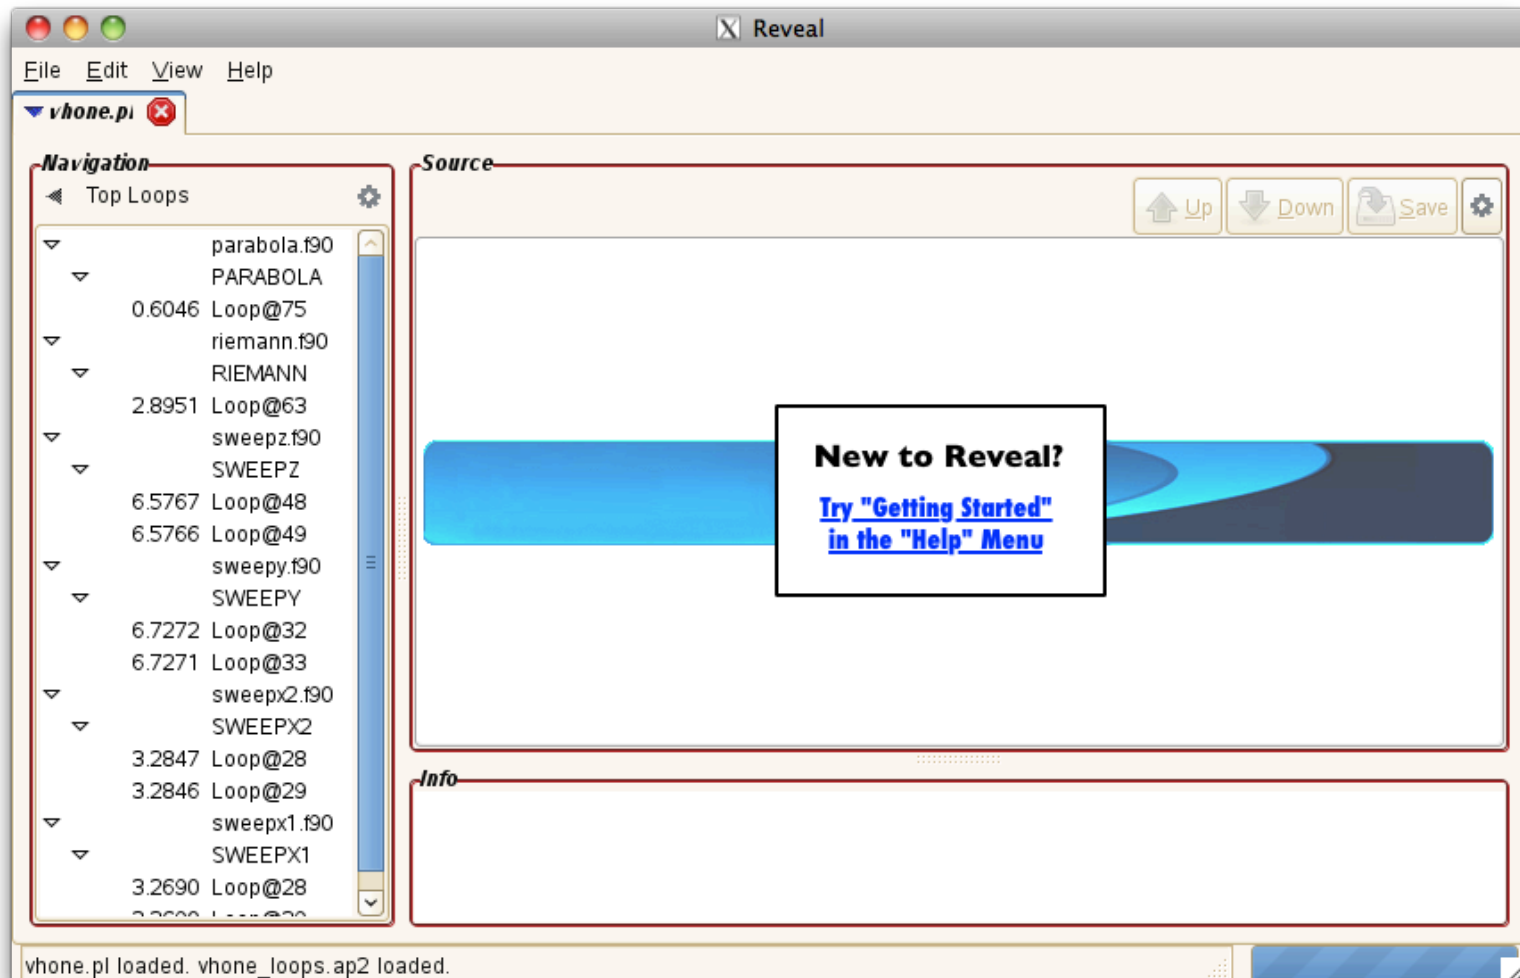 Reveal
File Edit View Help
vhone.pl
Navigation
Top Loops
parabola.f90
PARABOLA
0.6046 Loop@75
riemann.f90
RIEMANN
2.8951 Loop@63
sweepz.f90
SWEEPZ
6.5767 Loop@48
6.5766 Loop@49
sweepy.f90
SWEEPY
6.7272 Loop@32
6.7271 Loop@33
sweepx2.f90
SWEEPX2
3.2847 Loop@28
3.2846 Loop@29
sweepx1.f90
SWEEPX1
3.2690 Loop@28
Source
Up Down Save
New to Reveal?
Try "Getting Started"
in the "Help" Menu
Info
vhone.pl loaded. vhone_loops.ap2 loaded.